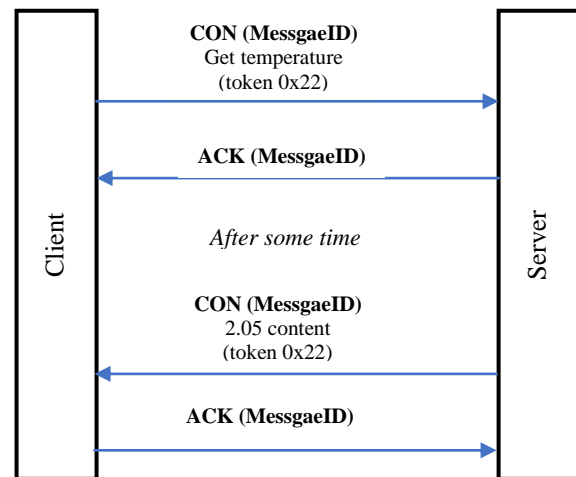 CON (MessgaeID)
Get temperature
(token 0x22)
ACK (MessgaeID)
Client
After some time
Server
CON (MessgaeID)
2.05 content
(token 0x22)
ACK (MessgaeID)